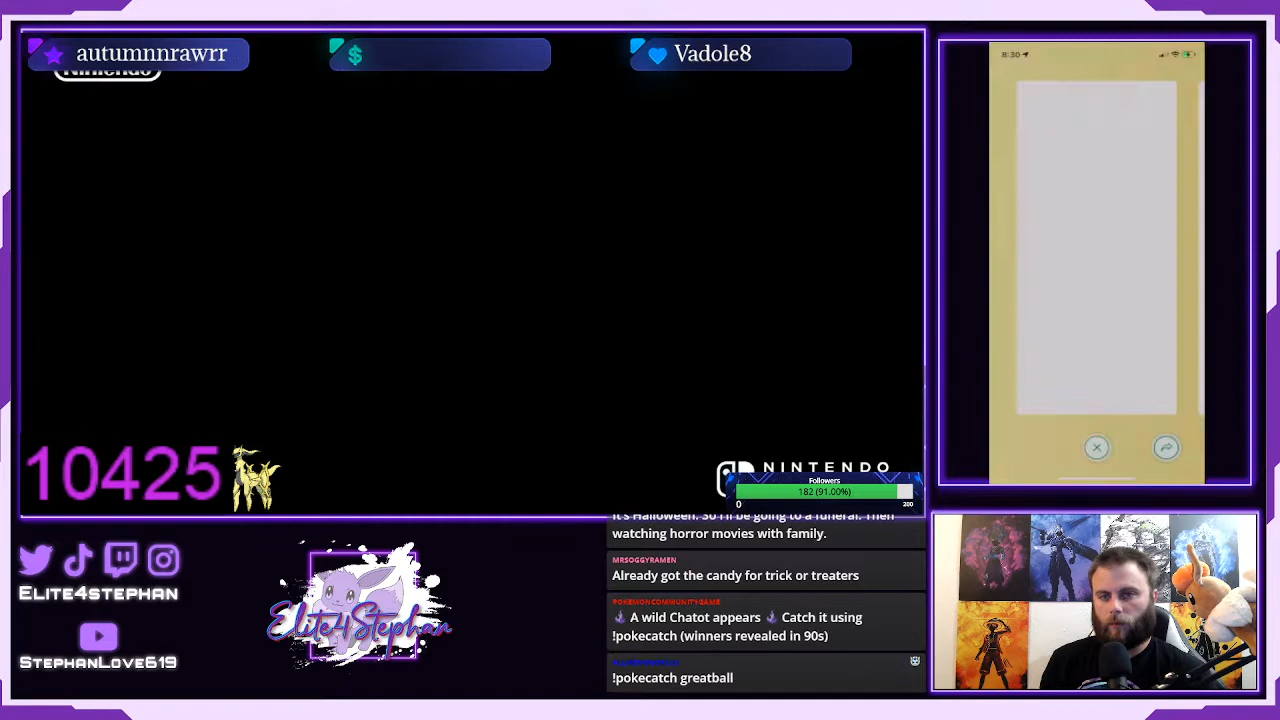 autumnnrawrr
$
Vadole8
Nintendo
8:30
10425
NINTENDO
Followers
182 (91.00%)
0
200
It's Halloween. So I'll be going to a funeral. Then
watching horror movies with family.
MRSOGGYRAMEN
Already got the candy for trick or treaters
POKEMONCOMMUNITYGAME
A wild Chatot appears Catch it using
!pokecatch (winners revealed in 90s)
!pokecatch greatball
Elite4stephan
StephanLove619
Elite4Stephan